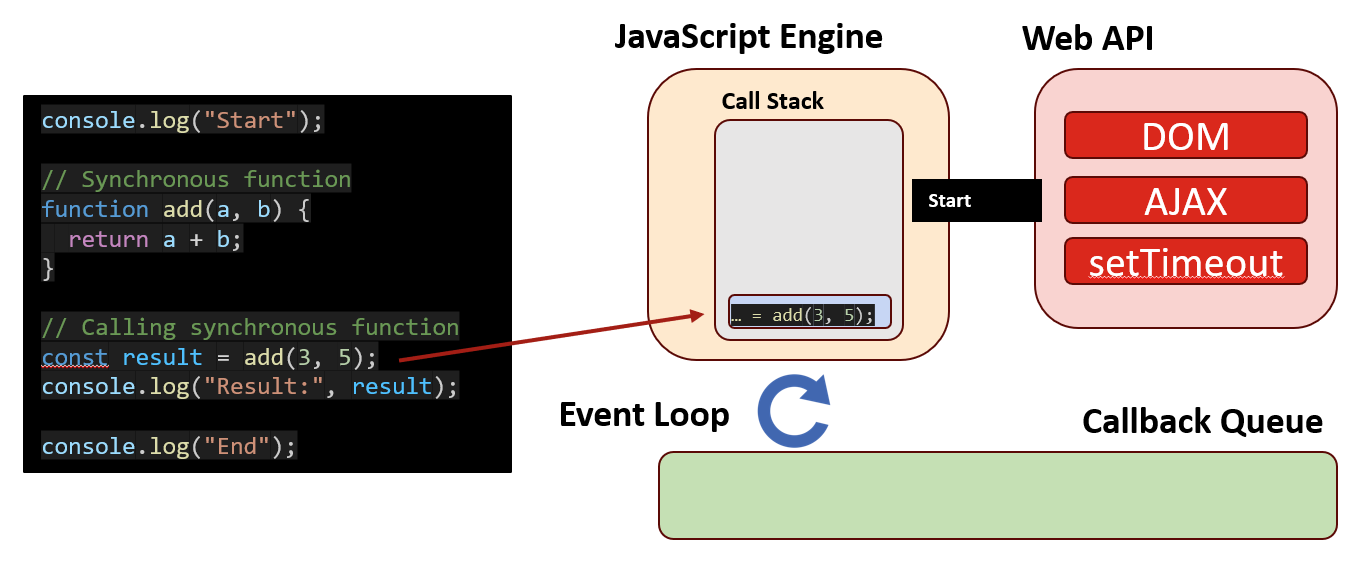 JavaScript Engine
Web API
console.log("Start");
// Synchronous function
function add(a, b) {
  return a + b;
}
// Calling synchronous function
const result = add(3, 5);
console.log("Result:", result);
console.log("End");
Call Stack
… = add(3, 5);
Start
DOM
AJAX
setTimeout
Event Loop
Callback Queue